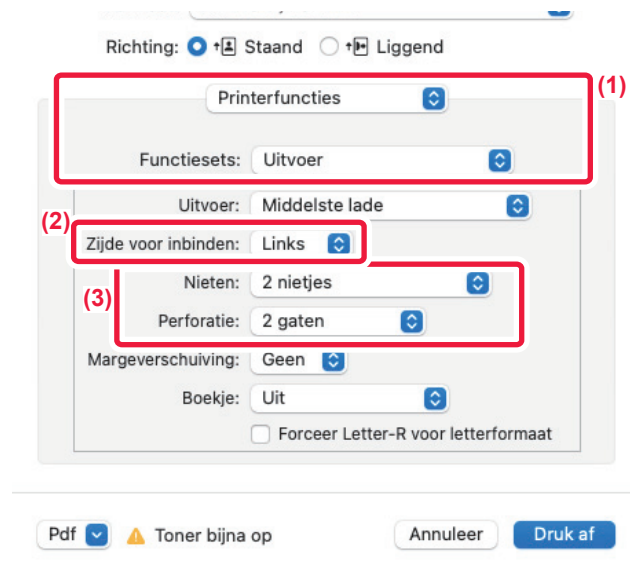 Richting: Staand Liggend
(1)
Printerfuncties
Functiesets: Uitvoer
Uitvoer: Middelste lade
(2)
Zijde voor inbinden: Links
(3)
Nieten: 2 nietjes
Perforatie: 2 gaten
Margeverschuiving: Geen
Boekje: Uit
Forceer Letter-R voor letterformaat
Pdf Toner bijna op Annuleer Druk af